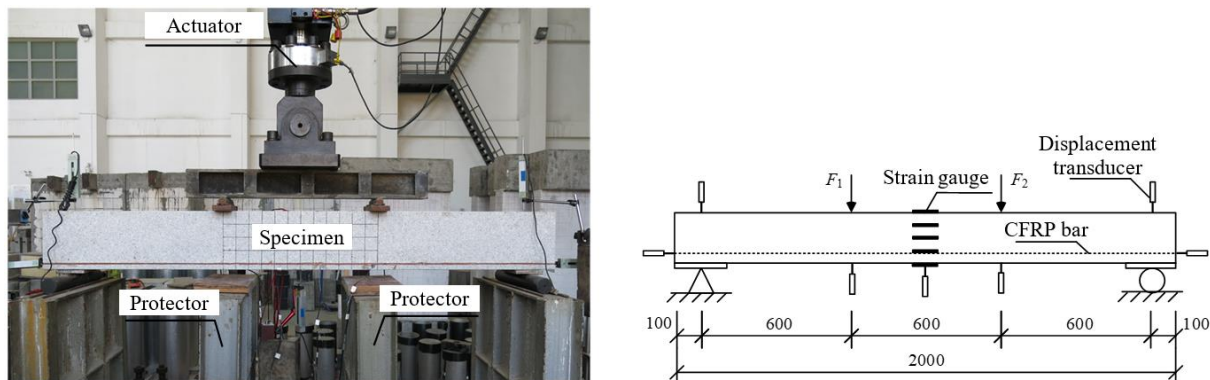 Actuator
Specimen
Protector
Protector
Displacement
transducer
F1
Strain gauge
F2
CFRP bar
100
600
600
600
100
2000